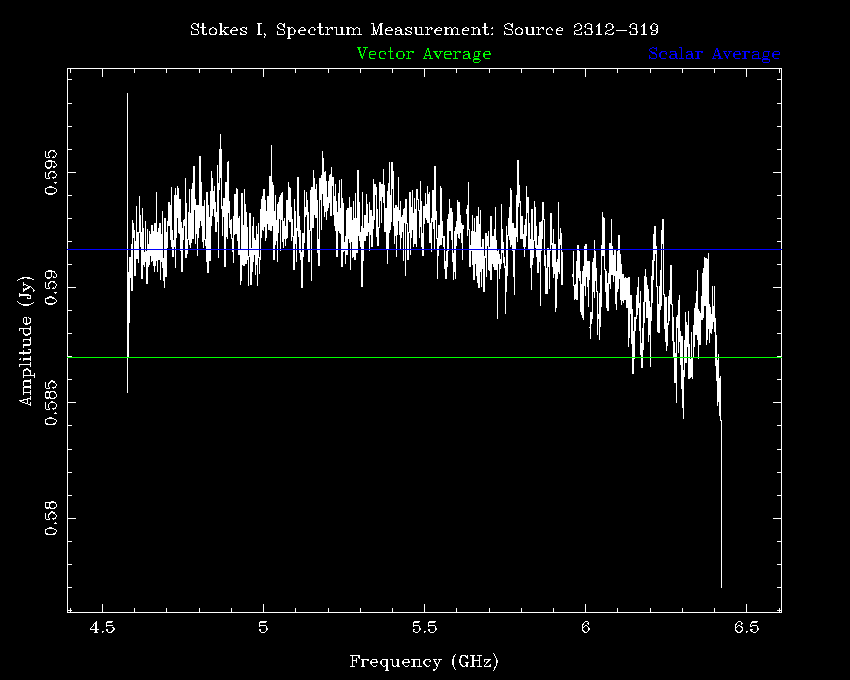 Stokes I, Spectrum Measurement: Source 2312-319
Vector Average Scalar Average
0.595
0.59
0.585
0.58
Amplitude (Jy)
4.5 5 5.5 6 6.5
Frequency (GHz)